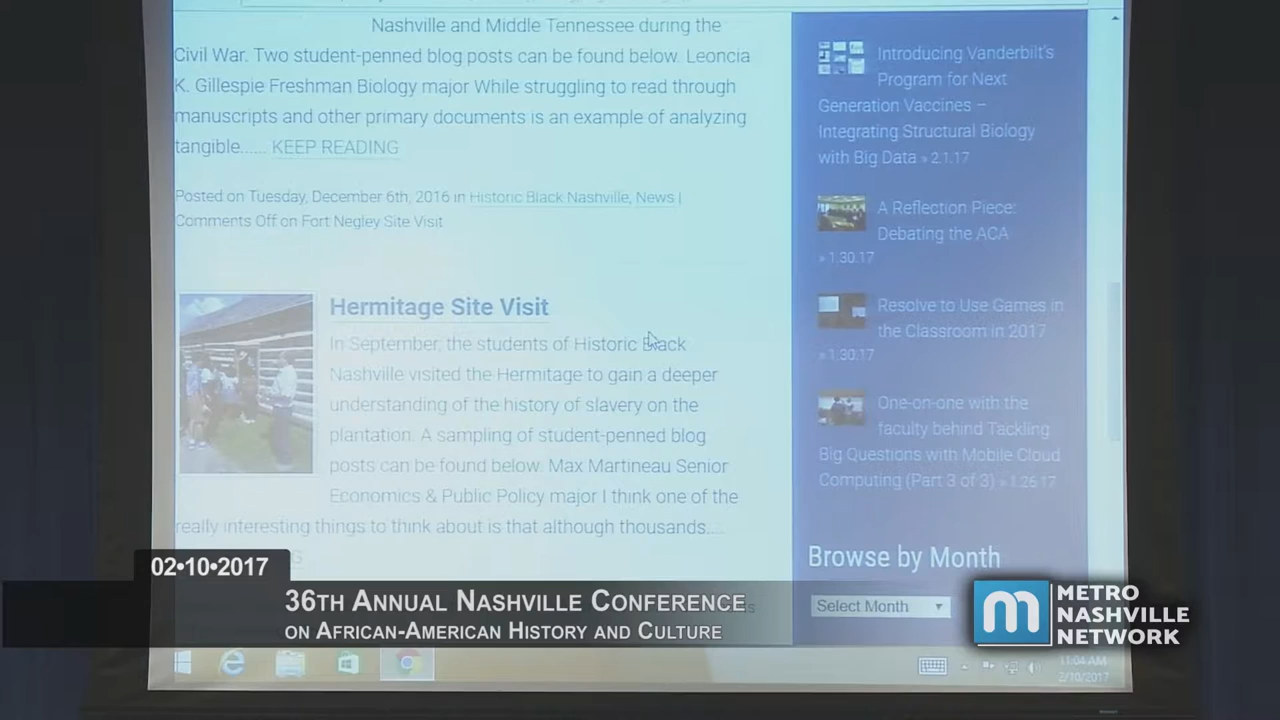 Nashville and Middle Tennessee during the
Civil War. Two student-penned blog posts can be found below. Leoncia
K. Gillespie Freshman Biology major While struggling to read through
manuscripts and other primary documents is an example of analyzing
tangible...... KEEP READING
Posted on Tuesday, December 6th, 2016 in Historic Black Nashville, News |
Comments Off on Fort Negley Site Visit
Hermitage Site Visit
In September, the students of Historic Black
Nashville visited the Hermitage to gain a deeper
understanding of the history of slavery on the
plantation. A sampling of student-penned blog
posts can be found below. Max Martineau Senior
Economics & Public Policy major I think one of the
really interesting things to think about is that although thousands....
Introducing Vanderbilt's
Program for Next
Generation Vaccines –
Integrating Structural Biology
with Big Data » 2.1.17
A Reflection Piece:
Debating the ACA
» 1.30.17
Resolve to Use Games in
the Classroom in 2017
» 1.30.17
One-on-one with the
faculty behind Tackling
Big Questions with Mobile Cloud
Computing (Part 3 of 3) » 1.26.17
Browse by Month
Select Month
02•10•2017
36TH ANNUAL NASHVILLE CONFERENCE
ON AFRICAN-AMERICAN HISTORY AND CULTURE
METRO
NASHVILLE
NETWORK
11:04 AM
2/10/2017